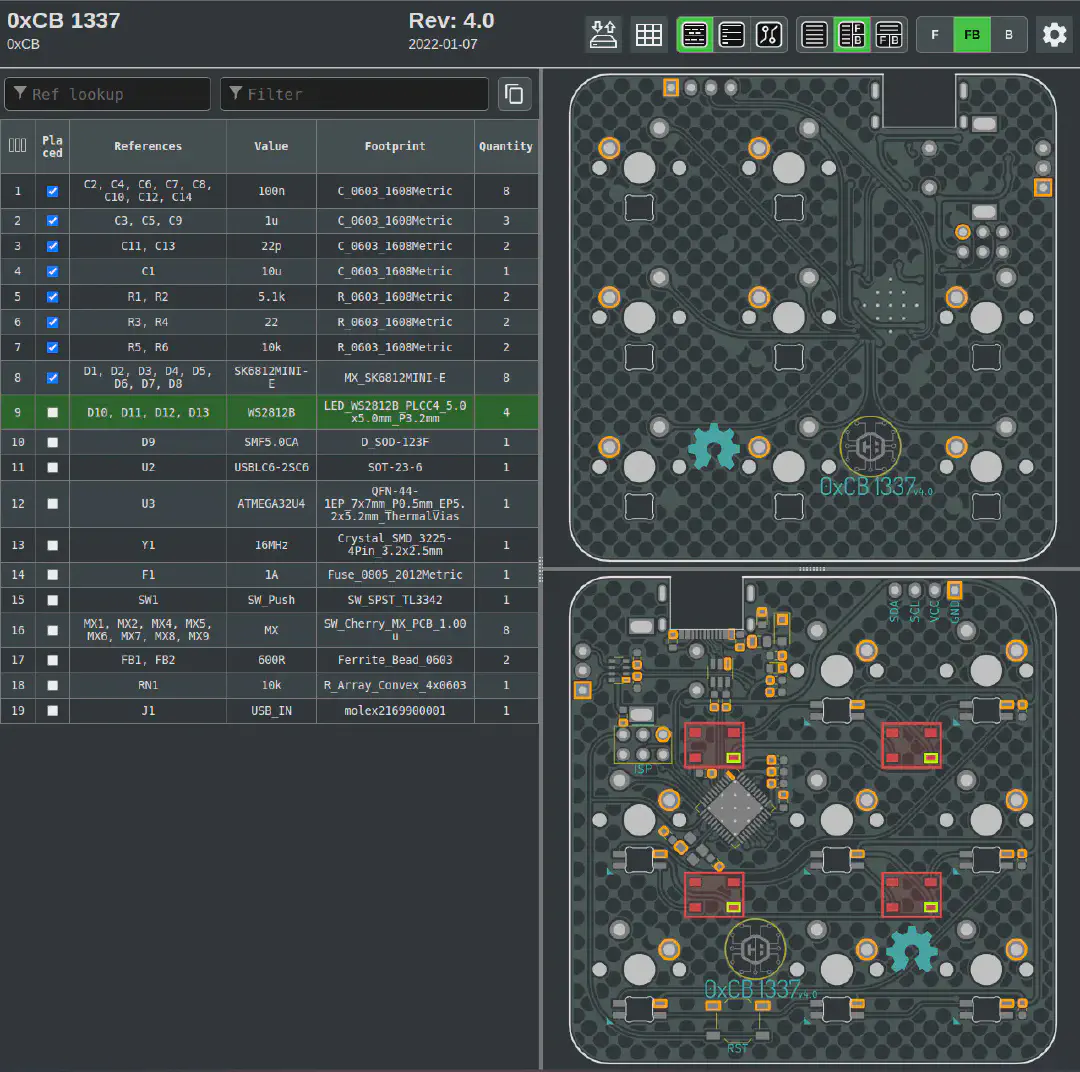 0xCB 1337
0xCB
Rev: 4.0
2022-01-07
F
B
F B
F
FB
B
Ref lookup
Filter
Pla
ced
References
Value
Footprint
Quantity
1
C2, C4, C6, C7, C8,
C10, C12, C14
100n
C_0603_1608Metric
8
2
C3, C5, C9
1u
C_0603_1608Metric
3
3
C11, C13
22p
C_0603_1608Metric
2
4
C1
10u
C_0603_1608Metric
1
5
R1, R2
5.1k
R_0603_1608Metric
2
6
R3, R4
22
R_0603_1608Metric
2
7
R5, R6
10k
R_0603_1608Metric
2
8
D1, D2, D3, D4, D5,
D6, D7, D8
SK6812MINI-
E
MX_SK6812MINI-E
8
9
D10, D11, D12, D13
WS2812B
LED_WS2812B_PLCC4_5.0
x5.0mm_P3.2mm
4
10
D9
SMF5.0CA
D_SOD-123F
1
11
U2
USBLC6-2SC6
SOT-23-6
1
12
U3
ATMEGA32U4
QFN-44-
1EP_7x7mm_P0.5mm_EP5.
2x5.2mm_ThermalVias
1
13
Y1
16MHz
Crystal_SMD_3225-
4Pin_3.2x2.5mm
1
14
F1
1A
Fuse_0805_2012Metric
1
15
SW1
SW_Push
SW_SPST_TL3342
1
16
MX1, MX2, MX4, MX5,
MX6, MX7, MX8, MX9
MX
SW_Cherry_MX_PCB_1.00
u
8
17
FB1, FB2
600R
Ferrite_Bead_0603
2
18
RN1
10k
R_Array_Convex_4x0603
1
19
J1
USB_IN
molex2169900001
1
CB
0xCB 1337v4.0
SDA
SCL
VCC
GND
ISP
CB
0xCB 1337v4.0
RST